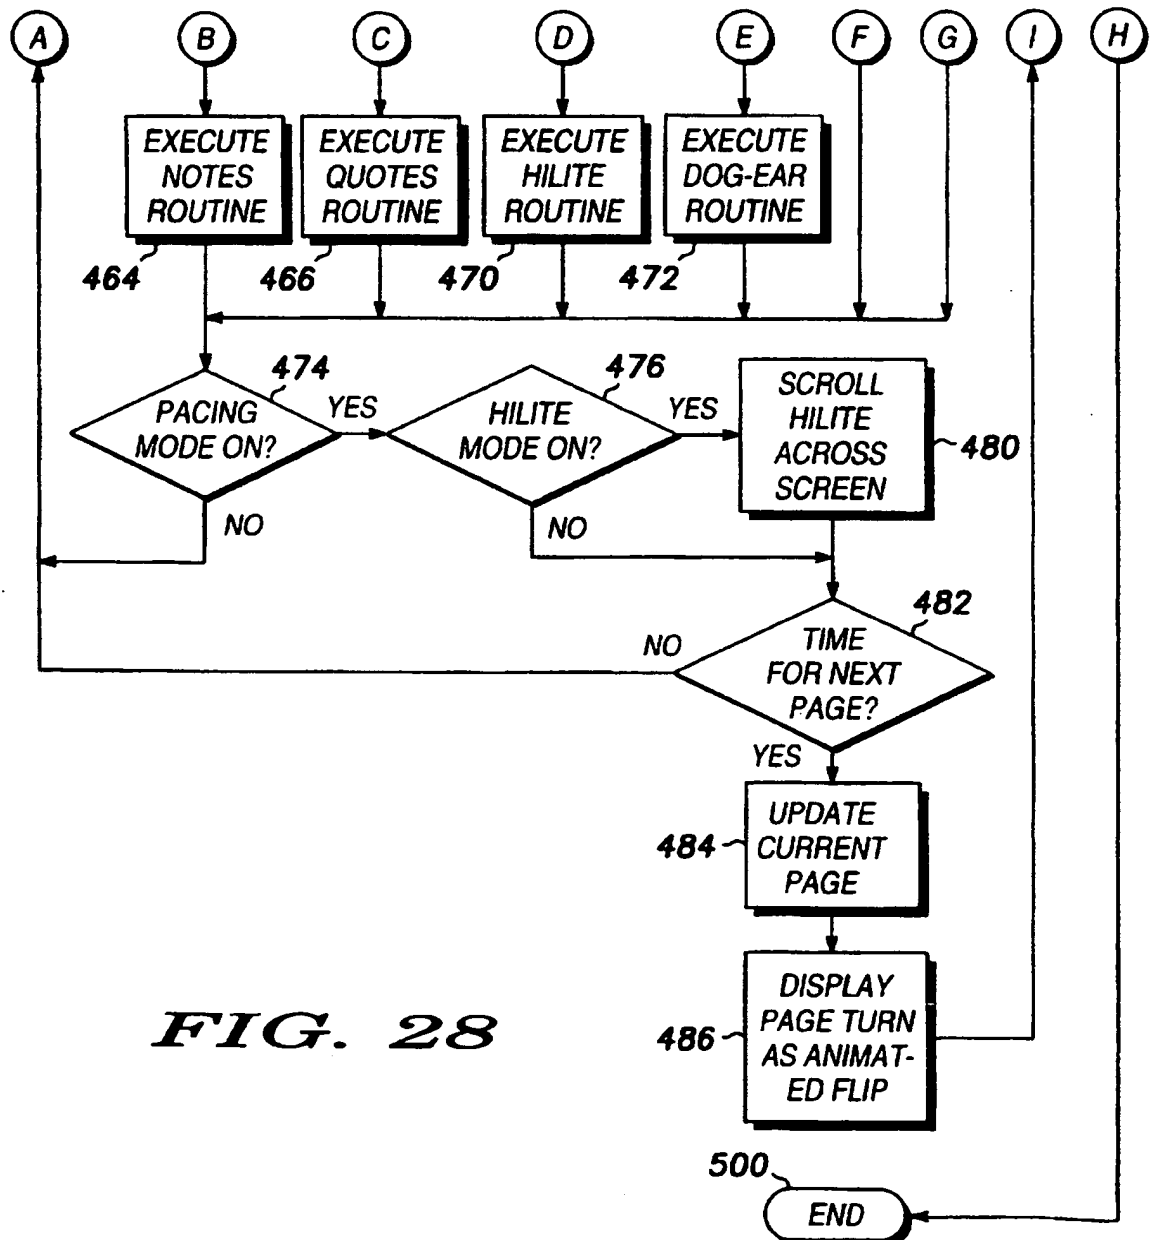 A B C D E F G I H
EXECUTE
NOTES
ROUTINE
464
EXECUTE
QUOTES
ROUTINE
466
EXECUTE
HILITE
ROUTINE
470
EXECUTE
DOG-EAR
ROUTINE
472
PACING
MODE ON?
474
YES
NO
HILITE
MODE ON?
476
YES
NO
SCROLL
HILITE
ACROSS
SCREEN
480
TIME
FOR NEXT
PAGE?
482
NO
YES
UPDATE
CURRENT
PAGE
484
DISPLAY
PAGE TURN
AS ANIMAT-
ED FLIP
486
FIG. 28
500
END